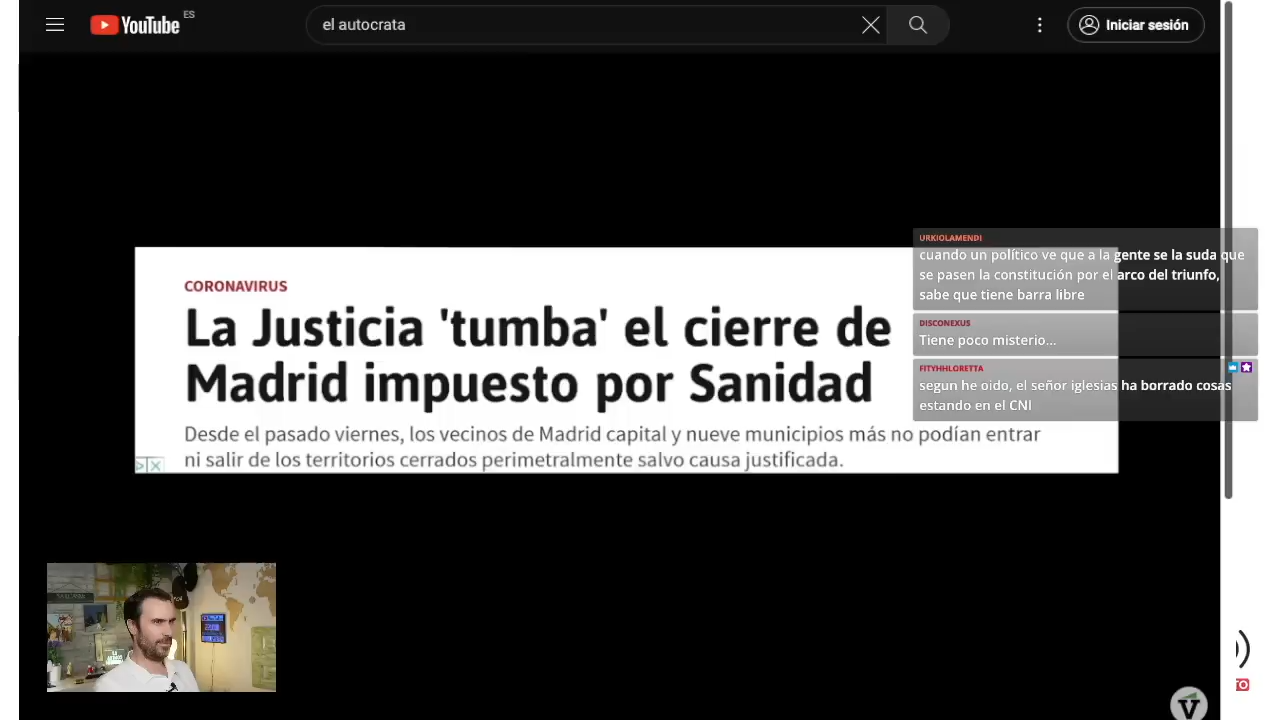 YouTube ES
el autocrata
Iniciar sesión
CORONAVIRUS
La Justicia 'tumba' el cierre de
Madrid impuesto por Sanidad
Desde el pasado viernes, los vecinos de Madrid capital y nueve municipios más no podían entrar
ni salir de los territorios cerrados perimetralmente salvo causa justificada.
URKIOLAMENDI
cuando un político ve que a la gente se la suda que
se pasen la constitución por el arco del triunfo,
sabe que tiene barra libre
DISCONEXUS
Tiene poco misterio...
FITYHHLORETTA
segun he oido, el señor iglesias ha borrado cosas
estando en el CNI
V